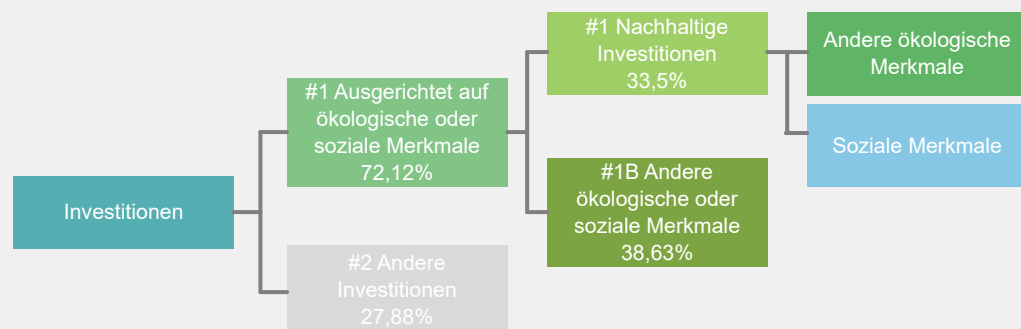 Investitionen
#1 Ausgerichtet auf
ökologische oder
soziale Merkmale
72,12%
#2 Andere
Investitionen
27,88%
#1 Nachhaltige
Investitionen
33,5%
#1B Andere
ökologische oder
soziale Merkmale
38,63%
Andere ökologische
Merkmale
Soziale Merkmale